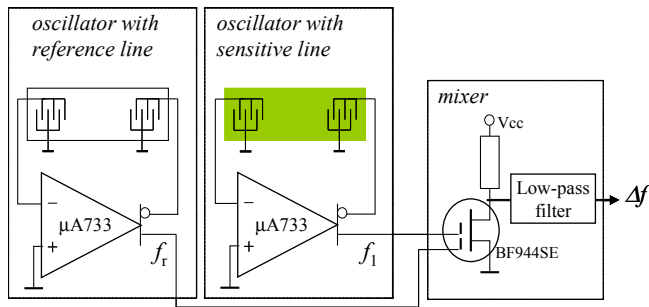 oscillator with
reference line
−
+
μA733
f_r
oscillator with
sensitive line
−
+
μA733
f_1
mixer
Vcc
BF944SE
Low-pass
filter
Δf